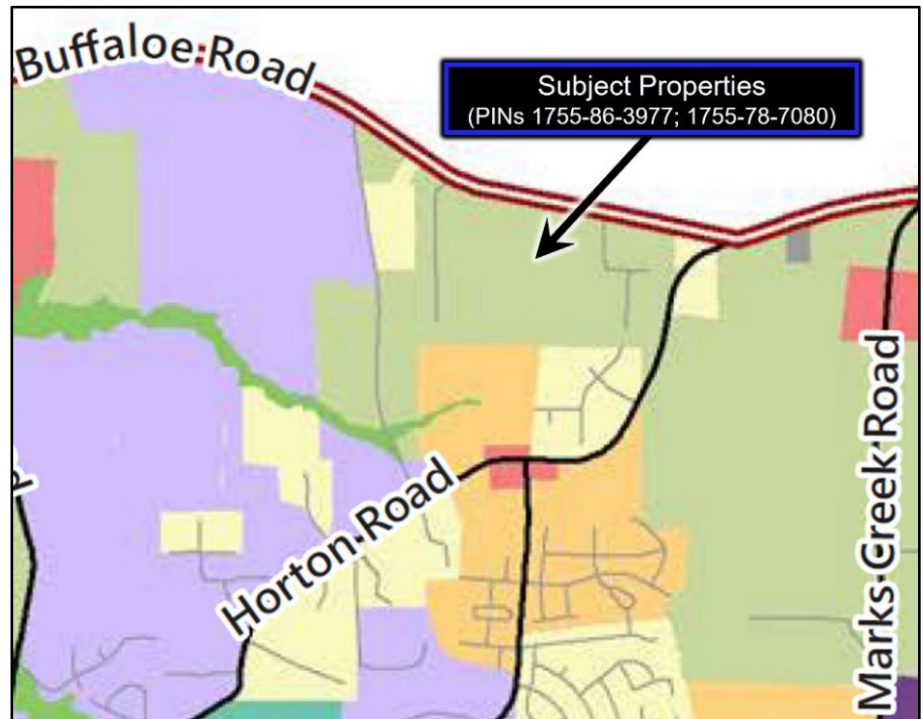 Buffaloe Road
Subject Properties
(PINs 1755-86-3977; 1755-78-7080)
Horton Road
Marks Creek Road